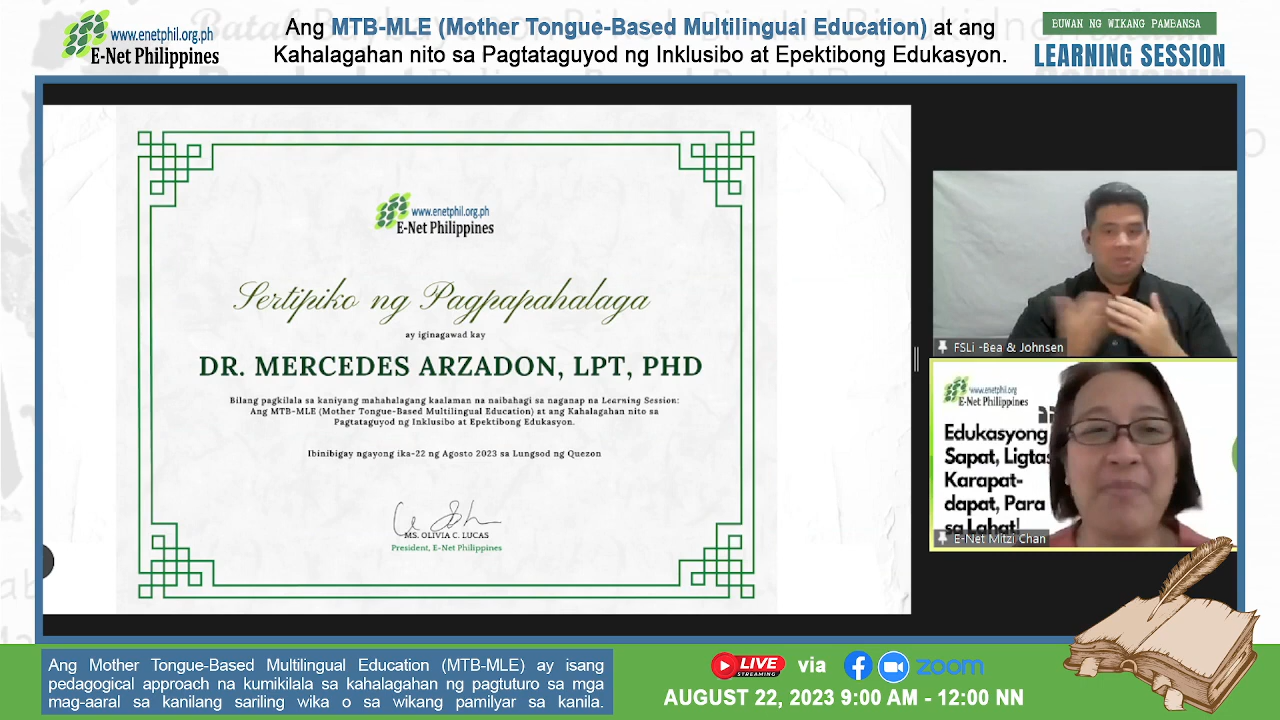 www.enetphil.org.ph
E-Net Philippines
Ang MTB-MLE (Mother Tongue-Based Multilingual Education) at ang
Kahalagahan nito sa Pagtataguyod ng Inklusibo at Epektibong Edukasyon.
BUWAN NG WIKANG PAMBANSA
LEARNING SESSION
www.enetphil.org.ph
E-Net Philippines
Sertipiko ng Pagpapahalaga
ay iginagawad kay
DR. MERCEDES ARZADON, LPT, PHD
Bilang pagkilala sa kaniyang mahahalagang kaalaman na naibahagi sa naganap na Learning Session:
Ang MTB-MLE (Mother Tongue-Based Multilingual Education) at ang Kahalagahan nito sa
Pagtataguyod ng Inklusibo at Epektibong Edukasyon.
Ibinibigay ngayong ika-22 ng Agosto 2023 sa Lungsod ng Quezon
MS. OLIVIA C. LUCAS
President, E-Net Philippines
FSLi -Bea & Johnsen
www.enetphil.org
E-Net Philippines
Edukasyong
Sapat, Ligtas
Karapat-
dapat, Para
sa Lahat!
E-Net Mitzi Chan
Ang Mother Tongue-Based Multilingual Education (MTB-MLE) ay isang
pedagogical approach na kumikilala sa kahalagahan ng pagtuturo sa mga
mag-aaral sa kanilang sariling wika o sa wikang pamilyar sa kanila.
LIVE
STREAMING
via
zoom
AUGUST 22, 2023 9:00 AM - 12:00 NN